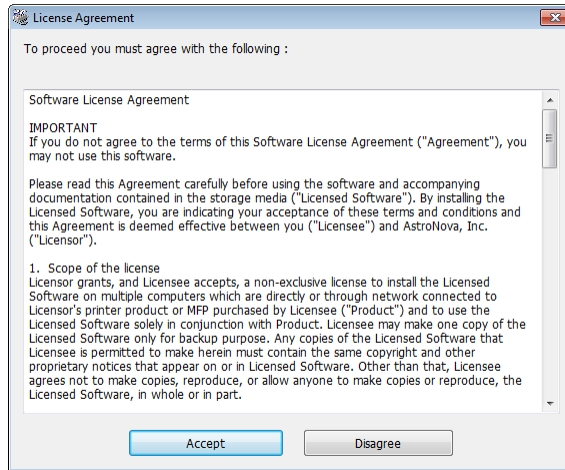 License Agreement
To proceed you must agree with the following :
Software License Agreement
IMPORTANT
If you do not agree to the terms of this Software License Agreement ("Agreement"), you
may not use this software.
Please read this Agreement carefully before using the software and accompanying
documentation contained in the storage media ("Licensed Software"). By installing the
Licensed Software, you are indicating your acceptance of these terms and conditions and
this Agreement is deemed effective between you ("Licensee") and AstroNova, Inc.
("Licensor").
1.  Scope of the license
Licensor grants, and Licensee accepts, a non-exclusive license to install the Licensed
Software on multiple computers which are directly or through network connected to
Licensor's printer product or MFP purchased by Licensee ("Product") and to use the
Licensed Software solely in conjunction with Product. Licensee may make one copy of the
Licensed Software only for backup purpose. Any copies of the Licensed Software that
Licensee is permitted to make herein must contain the same copyright and other
proprietary notices that appear on or in Licensed Software. Other than that, Licensee
agrees not to make copies, reproduce, or allow anyone to make copies or reproduce, the
Licensed Software, in whole or in part.
Accept
Disagree